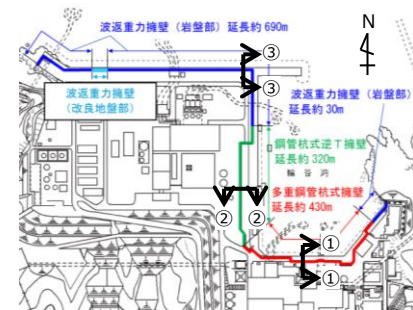 波返重力擁壁（岩盤部）延長約 690m
N
③
③
波返重力擁壁
（改良地盤部）
波返重力擁壁（岩盤部）
延長約 30m
鋼管杭式逆T擁壁
延長約 320m
輪谷湾
多重鋼管杭式擁壁
延長約 430m
②
②
①
①